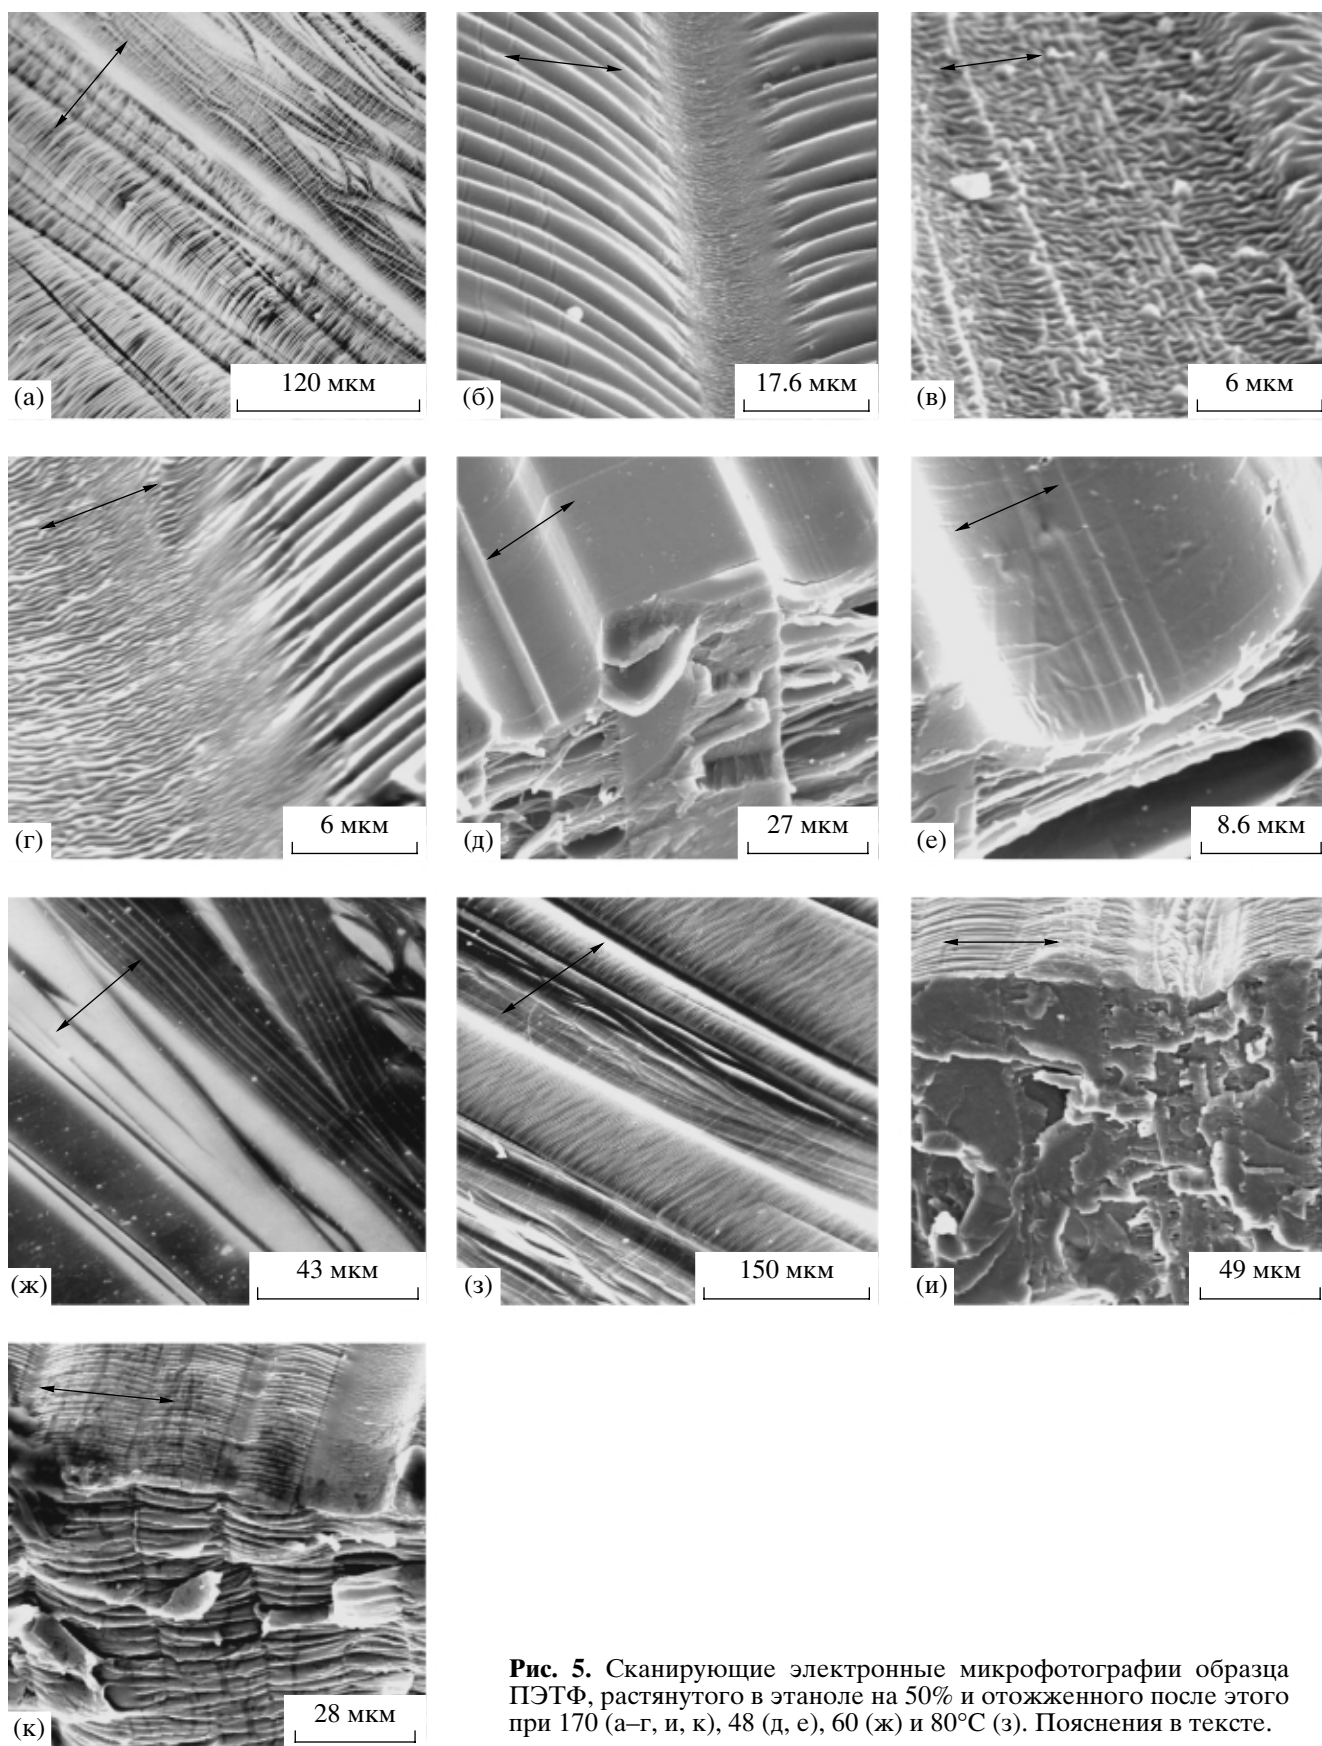 (а)
120 мкм
(б)
17.6 мкм
(в)
6 мкм
(г)
6 мкм
(д)
27 мкм
(е)
8.6 мкм
(ж)
43 мкм
(з)
150 мкм
(и)
49 мкм
(к)
28 мкм
Рис. 5. Сканирующие электронные микрофотографии образца
ПЭТФ, растянутого в этаноле на 50% и отожженного после этого
при 170 (а–г, и, к), 48 (д, е), 60 (ж) и 80°C (з). Пояснения в тексте.